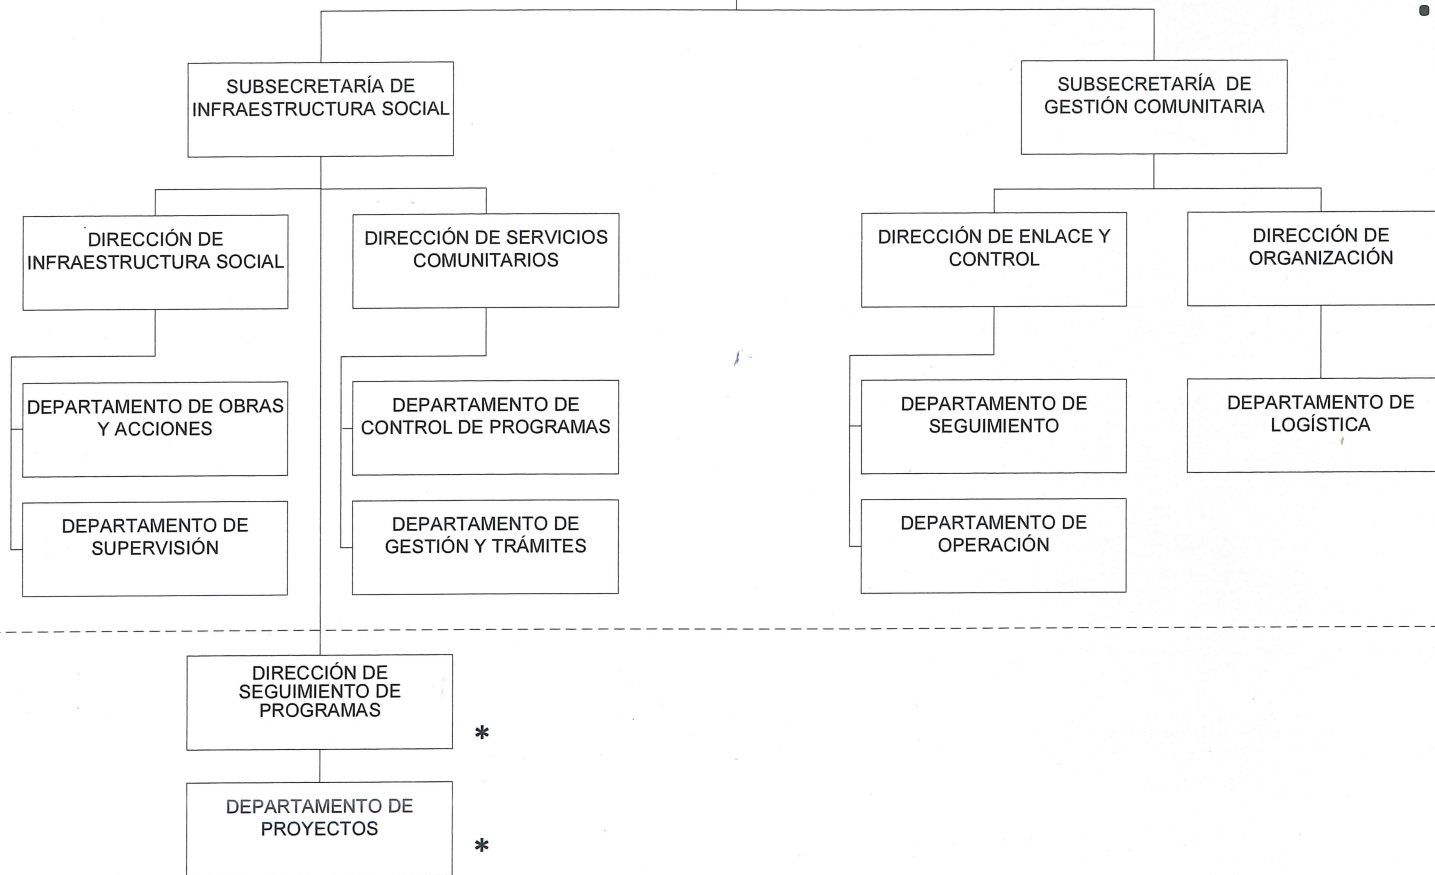 SUBSECRETARÍA DE
INFRAESTRUCTURA SOCIAL
SUBSECRETARÍA DE
GESTIÓN COMUNITARIA
DIRECCIÓN DE
INFRAESTRUCTURA SOCIAL
DIRECCIÓN DE SERVICIOS
COMUNITARIOS
DIRECCIÓN DE ENLACE Y
CONTROL
DIRECCIÓN DE
ORGANIZACIÓN
DEPARTAMENTO DE OBRAS
Y ACCIONES
DEPARTAMENTO DE
CONTROL DE PROGRAMAS
DEPARTAMENTO DE
SEGUIMIENTO
DEPARTAMENTO DE
LOGÍSTICA
DEPARTAMENTO DE
SUPERVISIÓN
DEPARTAMENTO DE
GESTIÓN Y TRÁMITES
DEPARTAMENTO DE
OPERACIÓN
DIRECCIÓN DE
SEGUIMIENTO DE
PROGRAMAS
*
DEPARTAMENTO DE
PROYECTOS
*